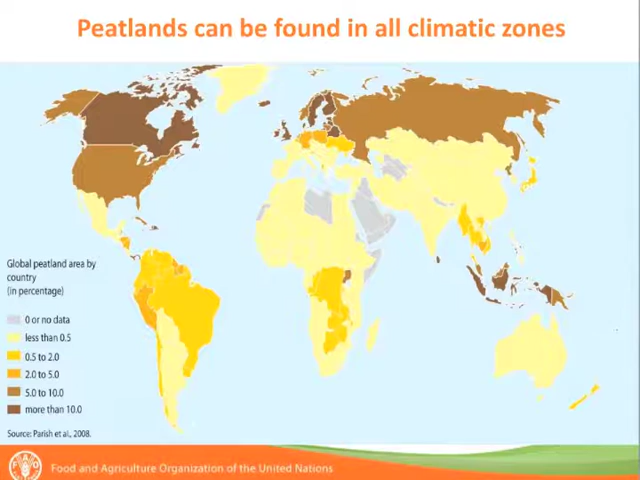 Peatlands can be found in all climatic zones
Global peatland area by
country
(in percentage)
0 or no data
less than 0.5
0.5 to 2.0
2.0 to 5.0
5.0 to 10.0
more than 10.0
Source: Parish et al., 2008.
Food and Agriculture Organization of the United Nations